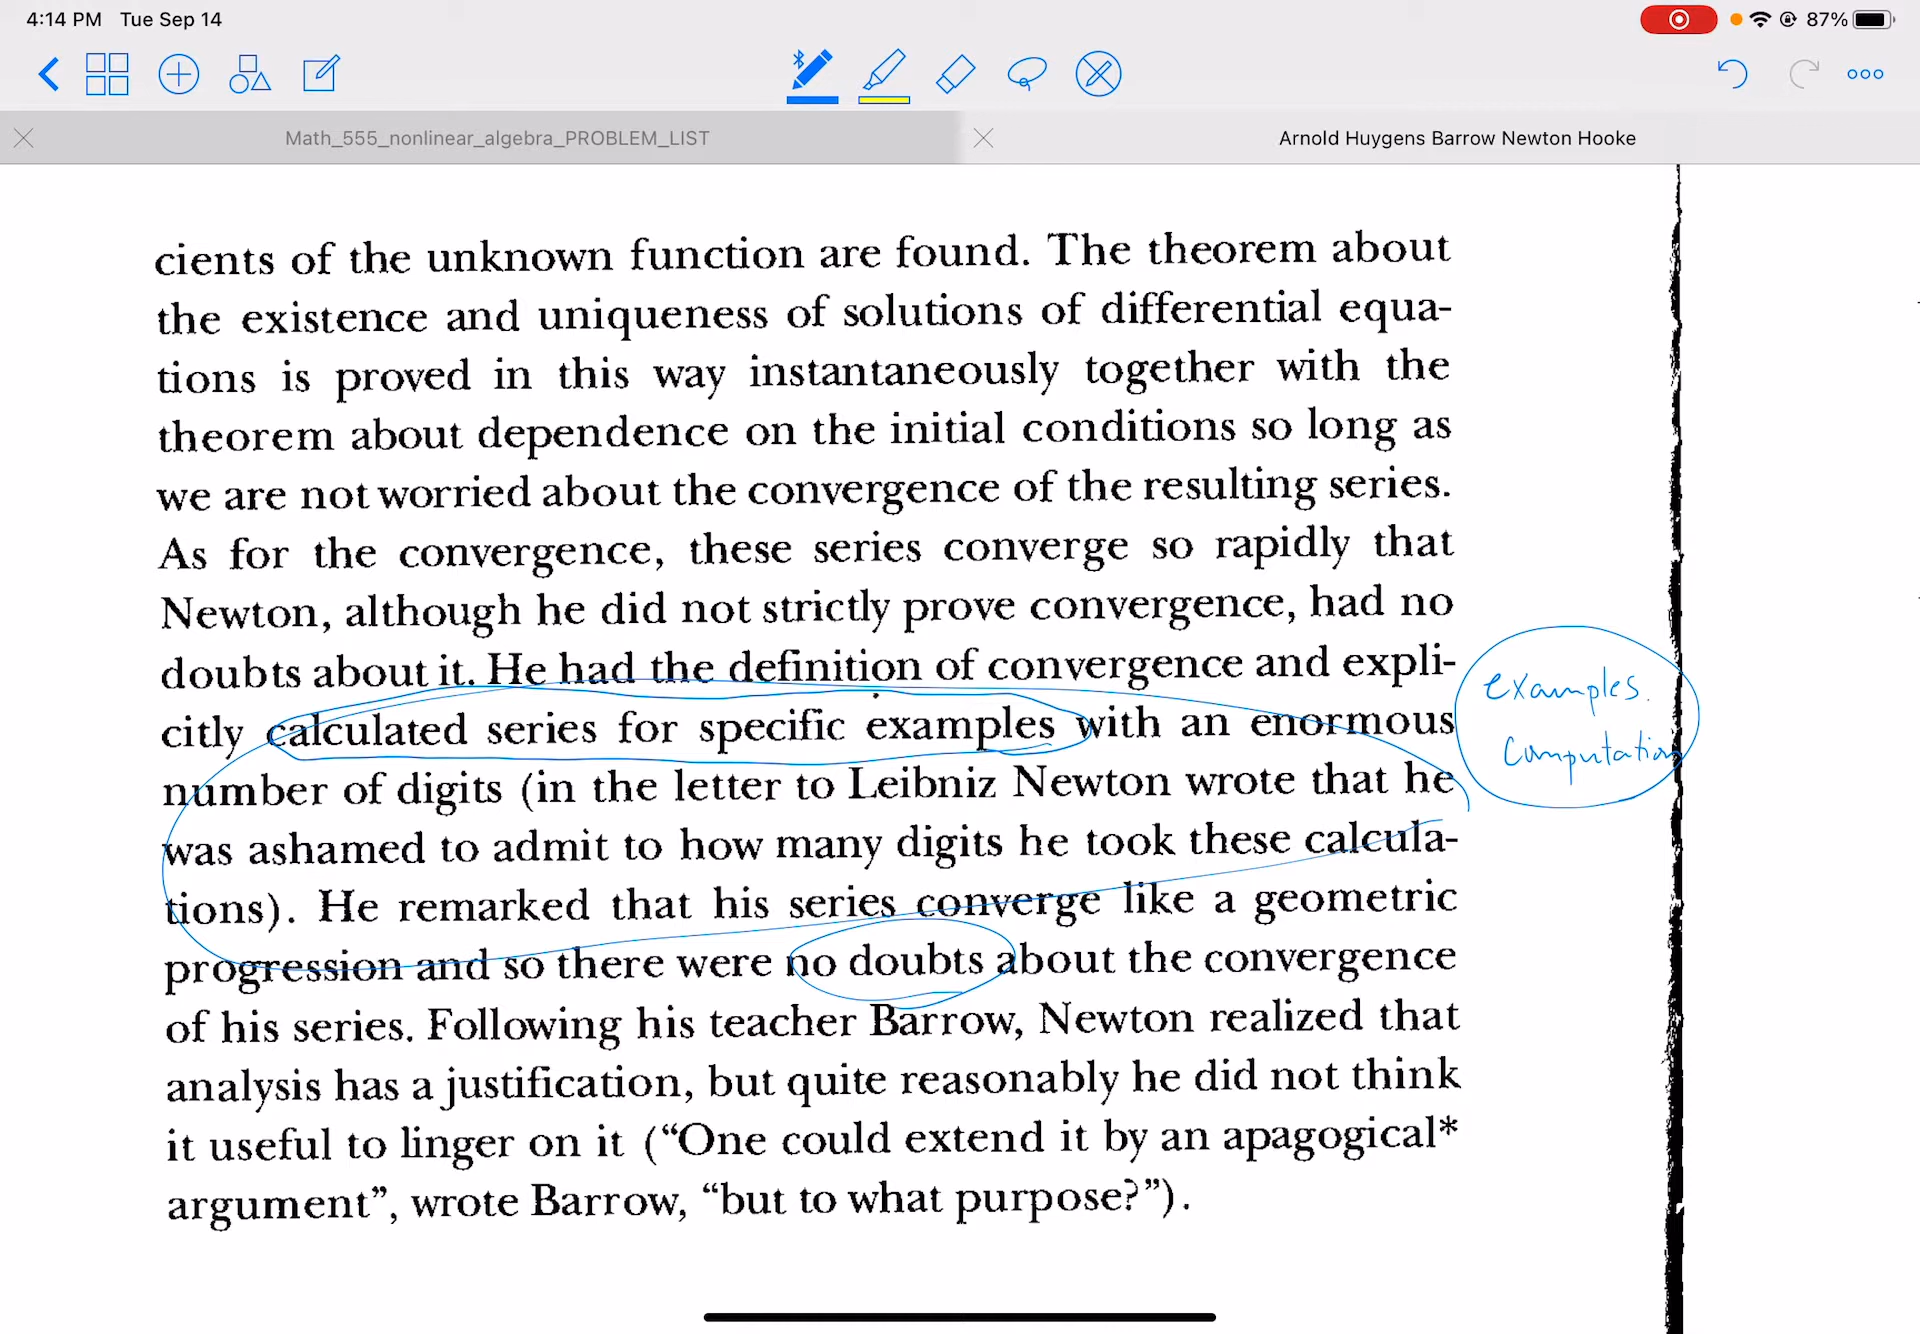 4:14 PM Tue Sep 14
87%
Math_555_nonlinear_algebra_PROBLEM_LIST
Arnold Huygens Barrow Newton Hooke
cients of the unknown function are found. The theorem about
the existence and uniqueness of solutions of differential equa-
tions is proved in this way instantaneously together with the
theorem about dependence on the initial conditions so long as
we are not worried about the convergence of the resulting series.
As for the convergence, these series converge so rapidly that
Newton, although he did not strictly prove convergence, had no
doubts about it. He had the definition of convergence and expli-
citly calculated series for specific examples with an enormous
number of digits (in the letter to Leibniz Newton wrote that he
was ashamed to admit to how many digits he took these calcula-
tions). He remarked that his series converge like a geometric
progression and so there were no doubts about the convergence
of his series. Following his teacher Barrow, Newton realized that
analysis has a justification, but quite reasonably he did not think
it useful to linger on it (“One could extend it by an apagogical*
argument”, wrote Barrow, “but to what purpose?”).
examples.
Computation